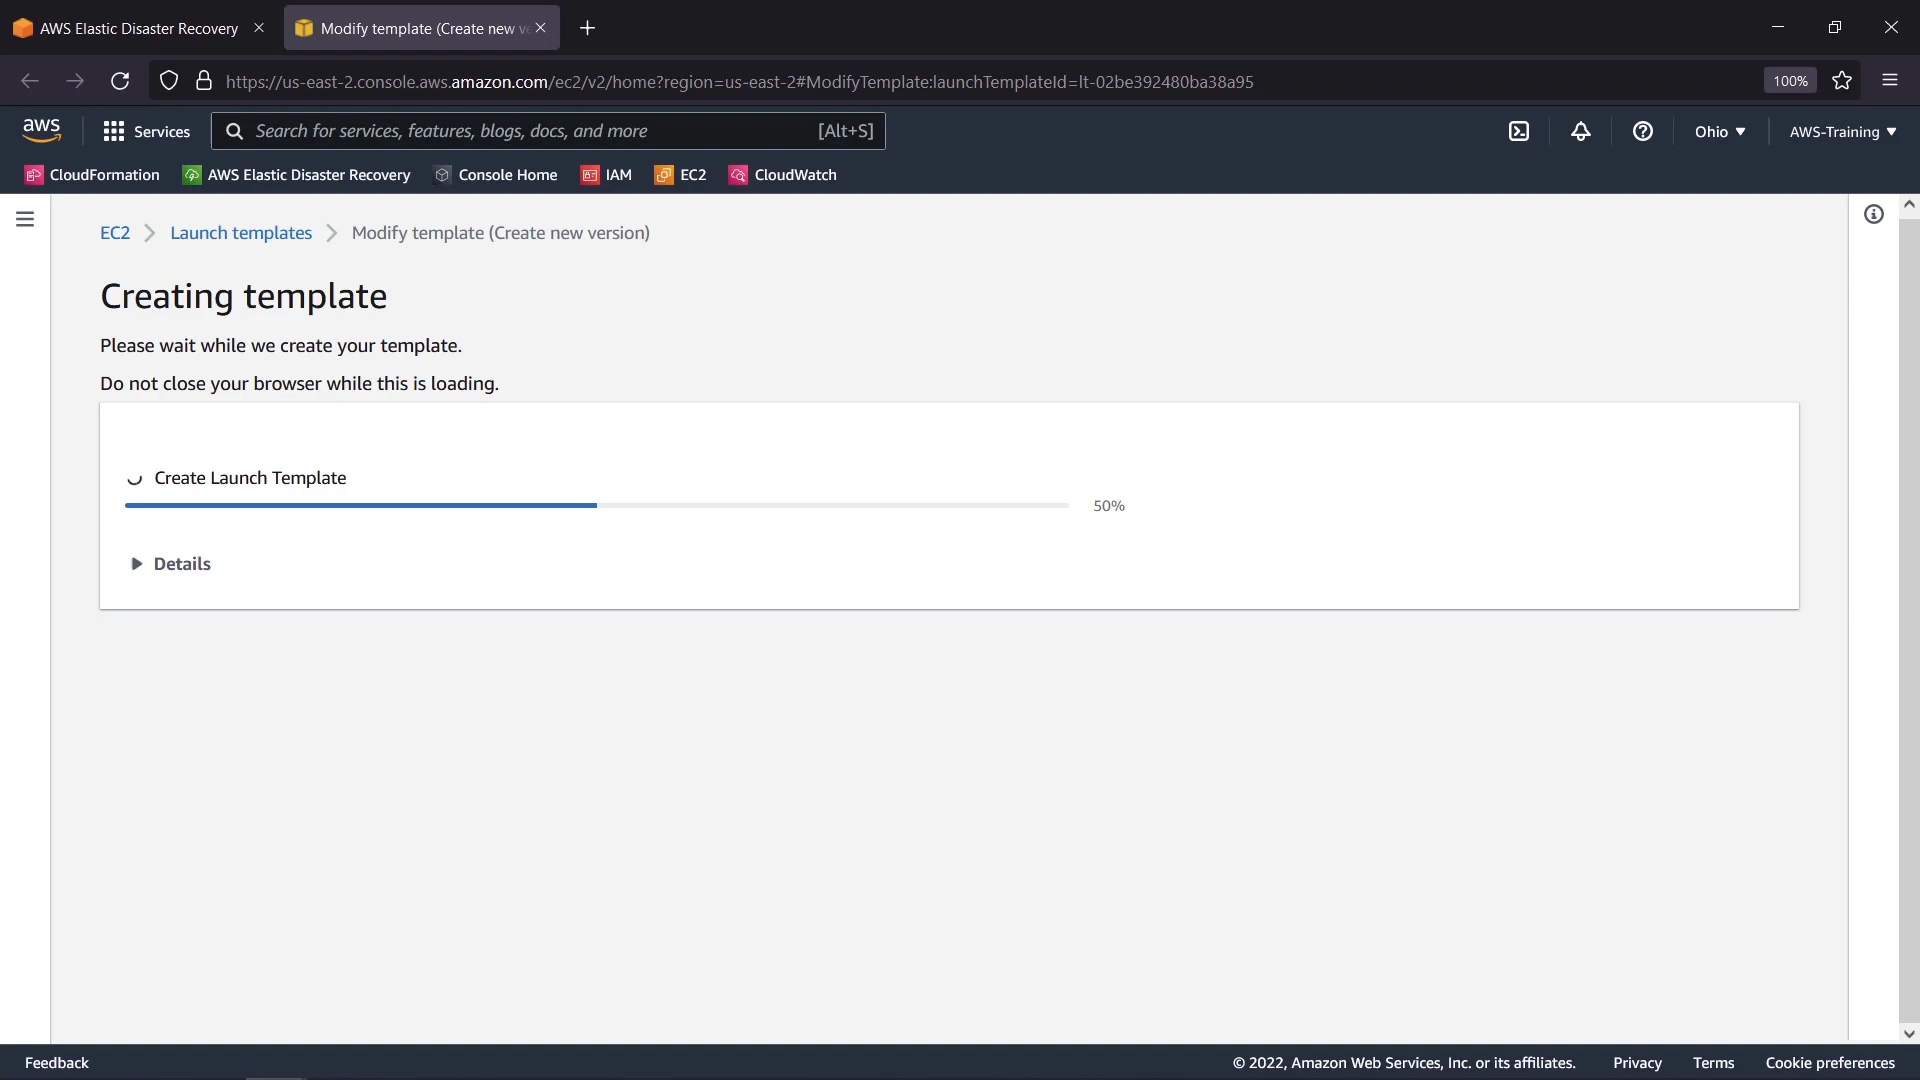 AWS Elastic Disaster Recovery
Modify template (Create new ve
https://us-east-2.console.aws.amazon.com/ec2/v2/home?region=us-east-2#ModifyTemplate:launchTemplateId=lt-02be392480ba38a95
100%
aws
Services
Search for services, features, blogs, docs, and more
[Alt+S]
Ohio
AWS-Training
CloudFormation
AWS Elastic Disaster Recovery
Console Home
IAM
EC2
CloudWatch
EC2
Launch templates
Modify template (Create new version)
Creating template
Please wait while we create your template.
Do not close your browser while this is loading.
Create Launch Template
50%
Details
Feedback
© 2022, Amazon Web Services, Inc. or its affiliates.
Privacy
Terms
Cookie preferences